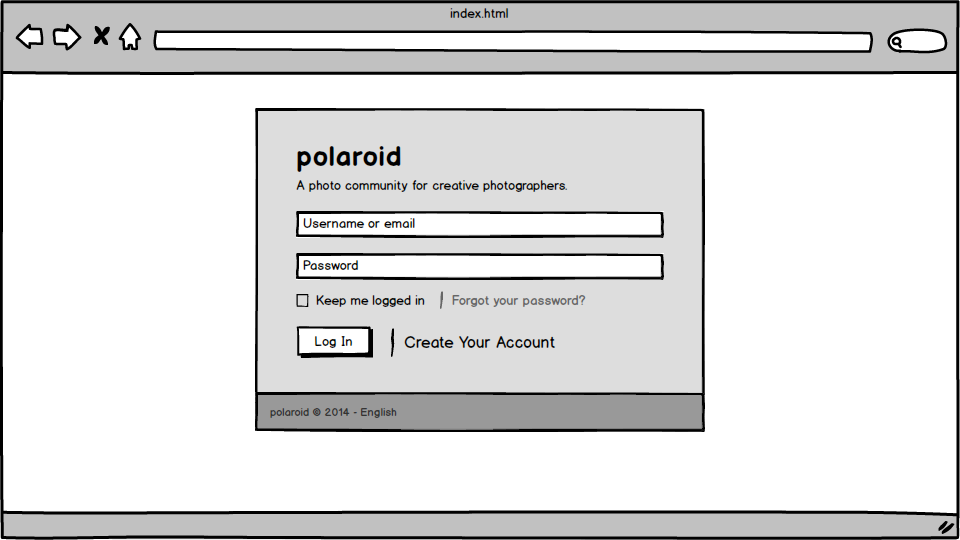 index.html
polaroid
A photo community for creative photographers.
Username or email
Password
Keep me logged in | Forgot your password?
Log In | Create Your Account
polaroid © 2014 - English